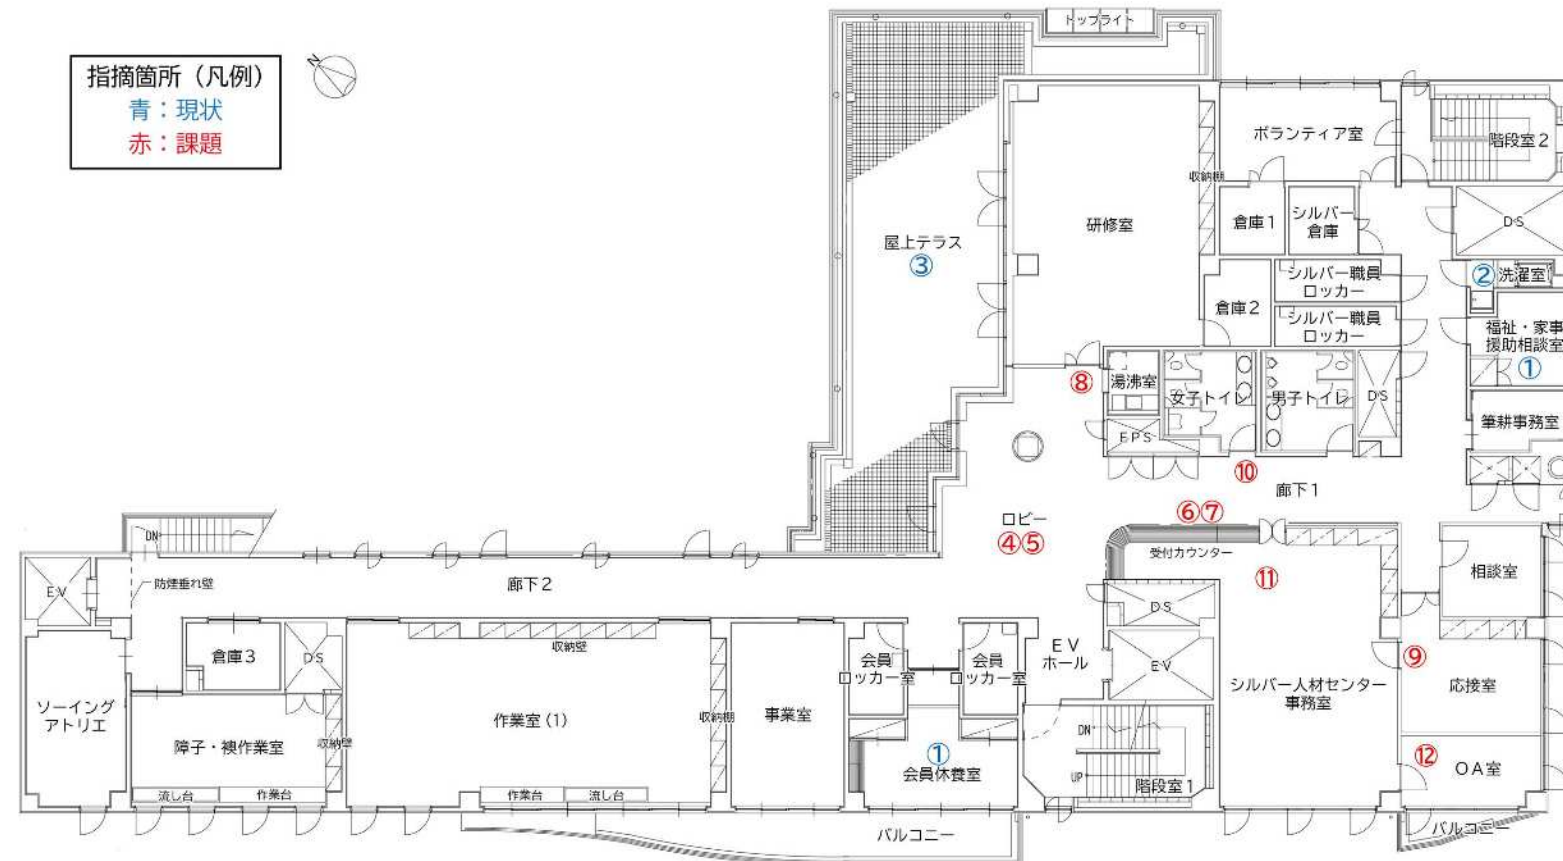 指摘箇所（凡例）
青：現状
赤：課題
N
トップライト
ボランティア室
階段室2
収納棚
研修室
倉庫1
シルバー
倉庫
DS
屋上テラス
③
シルバー職員
ロッカー
②
洗濯室
倉庫2
シルバー職員
ロッカー
福祉・家事
援助相談室
①
⑧
湯沸室
女子トイレ
男子トイレ
DS
筆耕事務室
EPS
⑩
廊下1
⑥⑦
ロビー
④⑤
受付カウンター
⑪
相談室
DN
防煙垂れ壁
EV
廊下2
DS
EV
ホール
EV
倉庫3
DS
収納壁
会員
ロッカー室
会員
ロッカー室
⑨
応接室
シルバー人材センター
事務室
ソーイング
アトリエ
障子・襖作業室
収納壁
作業室(1)
収納棚
事業室
DN
UP
階段室1
①
会員休養室
⑫
OA室
流し台
作業台
作業台
流し台
バルコニー
バルコニー